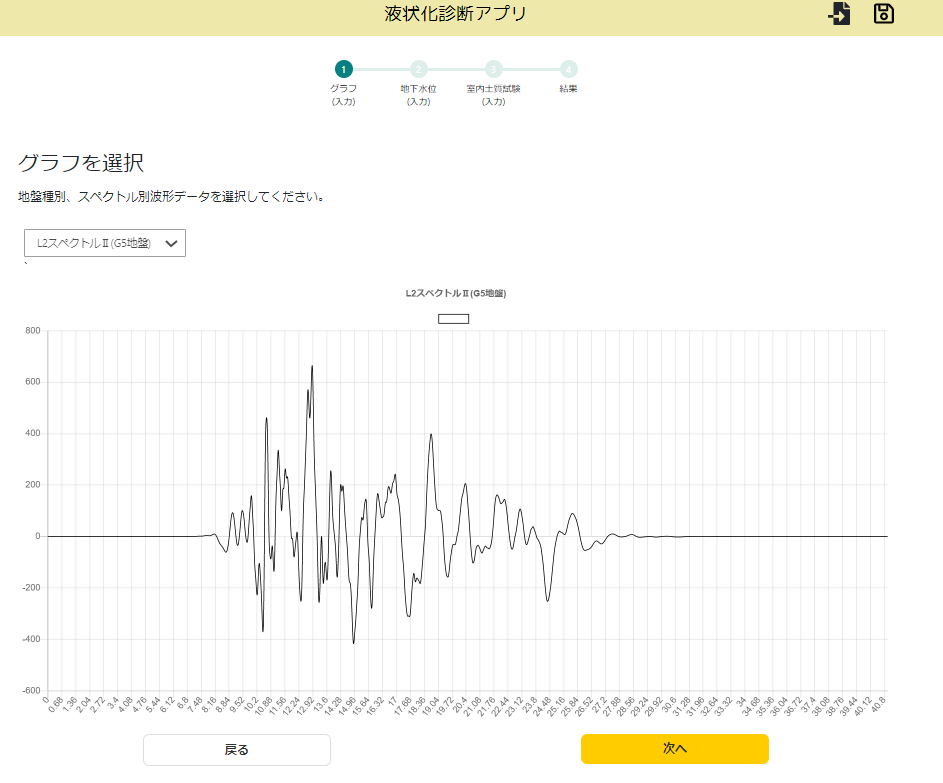 液状化診断アプリ
1 2 3 4
グラフ 地下水位 室内土質試験 結果
(入力) (入力) (入力)
グラフを選択
地盤種別、スペクトル別波形データを選択してください。
L2スペクトルⅡ(G5地盤)
L2スペクトルⅡ(G5地盤)
800
600
400
200
0
-200
-400
-600
0 0.68 1.36 2.04 2.72 3.4 4.08 4.76 5.44 6.12 6.8 7.48 8.16 8.84 9.52 10.2 10.88 11.56 12.24 12.92 13.6 14.28 14.96 15.64 16.32 17 17.68 18.36 19.04 19.72 20.4 21.08 21.76 22.44 23.12 23.8 24.48 25.16 25.84 26.52 27.2 27.88 28.56 29.24 29.92 30.6 31.28 31.96 32.64 33.32 34 34.68 35.36 36.04 36.72 37.4 38.08 38.76 39.44 40.12 40.8
戻る 次へ